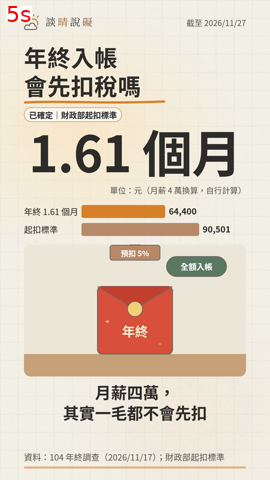 5s
談晴說礙
截至 2026/11/27
年終入帳
會先扣稅嗎
已確定｜財政部起扣標準
1.61 個月
單位：元（月薪 4 萬換算，自行計算）
年終 1.61 個月 64,400
起扣標準 90,501
預扣 5%
全額入帳
年終
月薪四萬，
其實一毛都不會先扣
資料：104 年終調查（2026/11/17）；財政部起扣標準